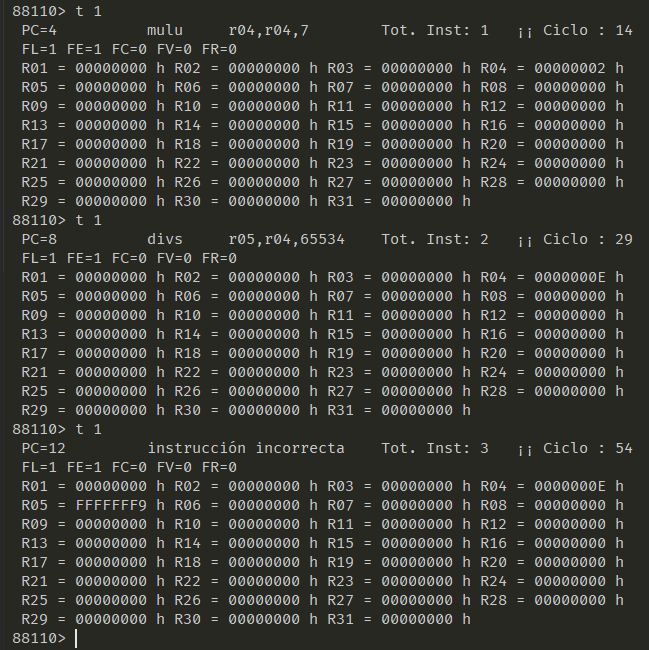 88110> t 1
PC=4 mulu r04,r04,7 Tot. Inst: 1 ¡¡ Ciclo : 14
FL=1 FE=1 FC=0 FV=0 FR=0
R01 = 00000000 h R02 = 00000000 h R03 = 00000000 h R04 = 00000002 h
R05 = 00000000 h R06 = 00000000 h R07 = 00000000 h R08 = 00000000 h
R09 = 00000000 h R10 = 00000000 h R11 = 00000000 h R12 = 00000000 h
R13 = 00000000 h R14 = 00000000 h R15 = 00000000 h R16 = 00000000 h
R17 = 00000000 h R18 = 00000000 h R19 = 00000000 h R20 = 00000000 h
R21 = 00000000 h R22 = 00000000 h R23 = 00000000 h R24 = 00000000 h
R25 = 00000000 h R26 = 00000000 h R27 = 00000000 h R28 = 00000000 h
R29 = 00000000 h R30 = 00000000 h R31 = 00000000 h
88110> t 1
PC=8 divs r05,r04,65534 Tot. Inst: 2 ¡¡ Ciclo : 29
FL=1 FE=1 FC=0 FV=0 FR=0
R01 = 00000000 h R02 = 00000000 h R03 = 00000000 h R04 = 0000000E h
R05 = 00000000 h R06 = 00000000 h R07 = 00000000 h R08 = 00000000 h
R09 = 00000000 h R10 = 00000000 h R11 = 00000000 h R12 = 00000000 h
R13 = 00000000 h R14 = 00000000 h R15 = 00000000 h R16 = 00000000 h
R17 = 00000000 h R18 = 00000000 h R19 = 00000000 h R20 = 00000000 h
R21 = 00000000 h R22 = 00000000 h R23 = 00000000 h R24 = 00000000 h
R25 = 00000000 h R26 = 00000000 h R27 = 00000000 h R28 = 00000000 h
R29 = 00000000 h R30 = 00000000 h R31 = 00000000 h
88110> t 1
PC=12 instrucción incorrecta Tot. Inst: 3 ¡¡ Ciclo : 54
FL=1 FE=1 FC=0 FV=0 FR=0
R01 = 00000000 h R02 = 00000000 h R03 = 00000000 h R04 = 0000000E h
R05 = FFFFFFF9 h R06 = 00000000 h R07 = 00000000 h R08 = 00000000 h
R09 = 00000000 h R10 = 00000000 h R11 = 00000000 h R12 = 00000000 h
R13 = 00000000 h R14 = 00000000 h R15 = 00000000 h R16 = 00000000 h
R17 = 00000000 h R18 = 00000000 h R19 = 00000000 h R20 = 00000000 h
R21 = 00000000 h R22 = 00000000 h R23 = 00000000 h R24 = 00000000 h
R25 = 00000000 h R26 = 00000000 h R27 = 00000000 h R28 = 00000000 h
R29 = 00000000 h R30 = 00000000 h R31 = 00000000 h
88110>